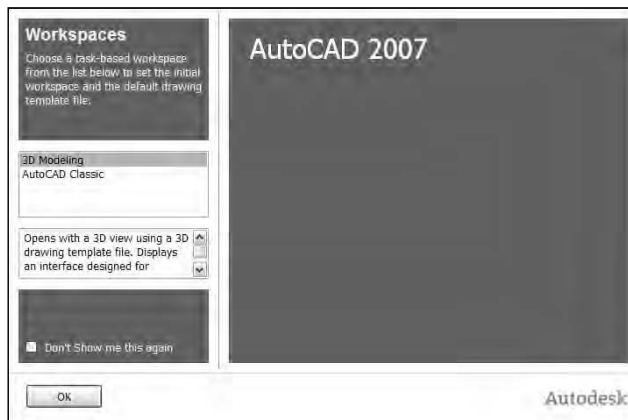 Workspaces
Choose a task-based workspace
from the list below to set the initial
workspace and the default drawing
template file.
AutoCAD 2007
3D Modeling
AutoCAD Classic
Opens with a 3D view using a 3D
drawing template file. Displays
an interface designed for
Don't Show me this again
OK
Autodesk